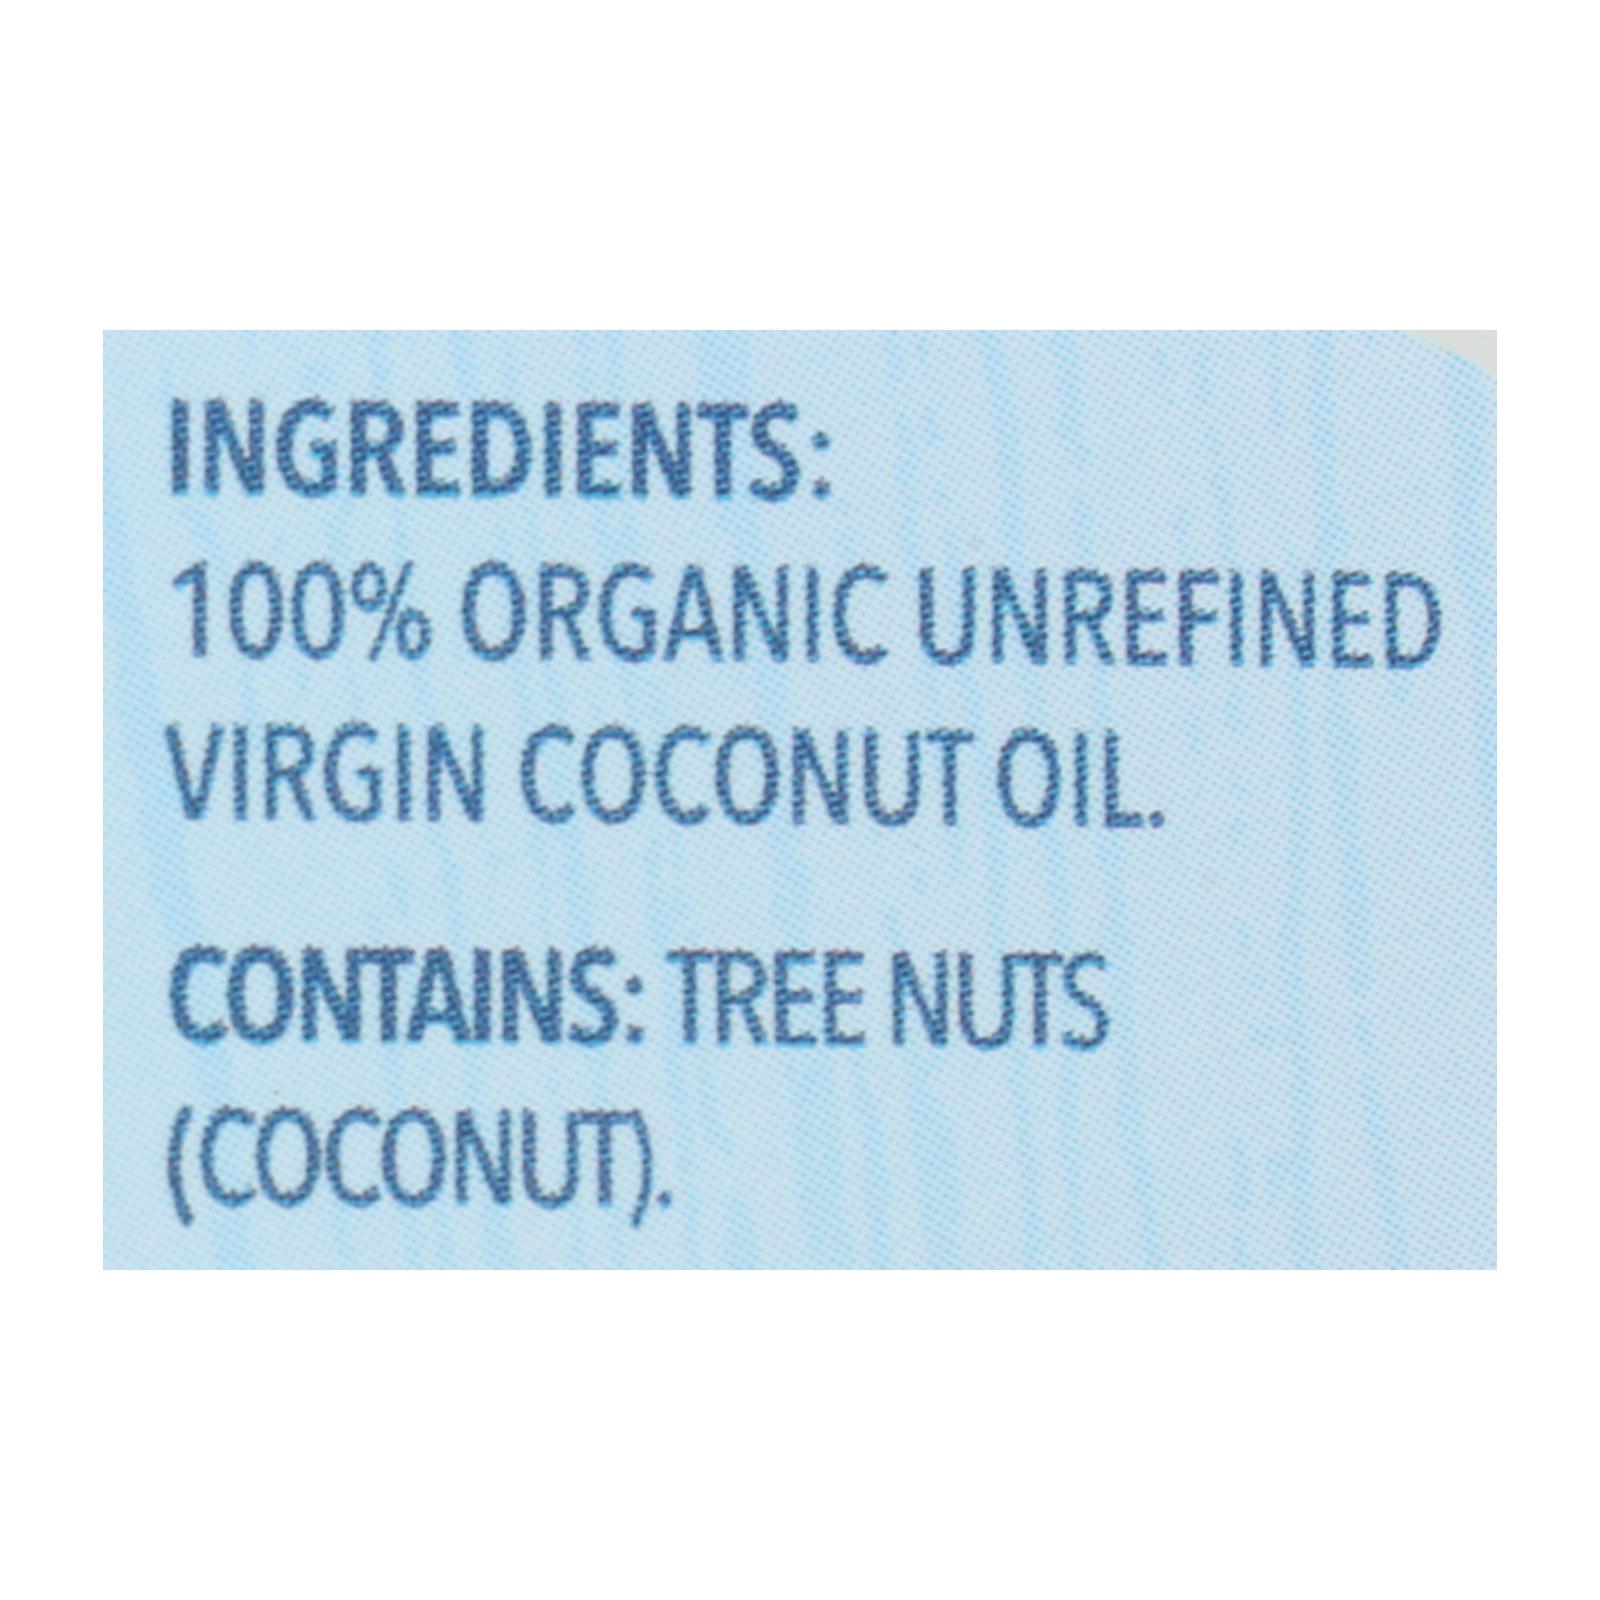 INGREDIENTS:
100% ORGANIC UNREFINED
VIRGIN COCONUT OIL.
CONTAINS: TREE NUTS
(COCONUT).